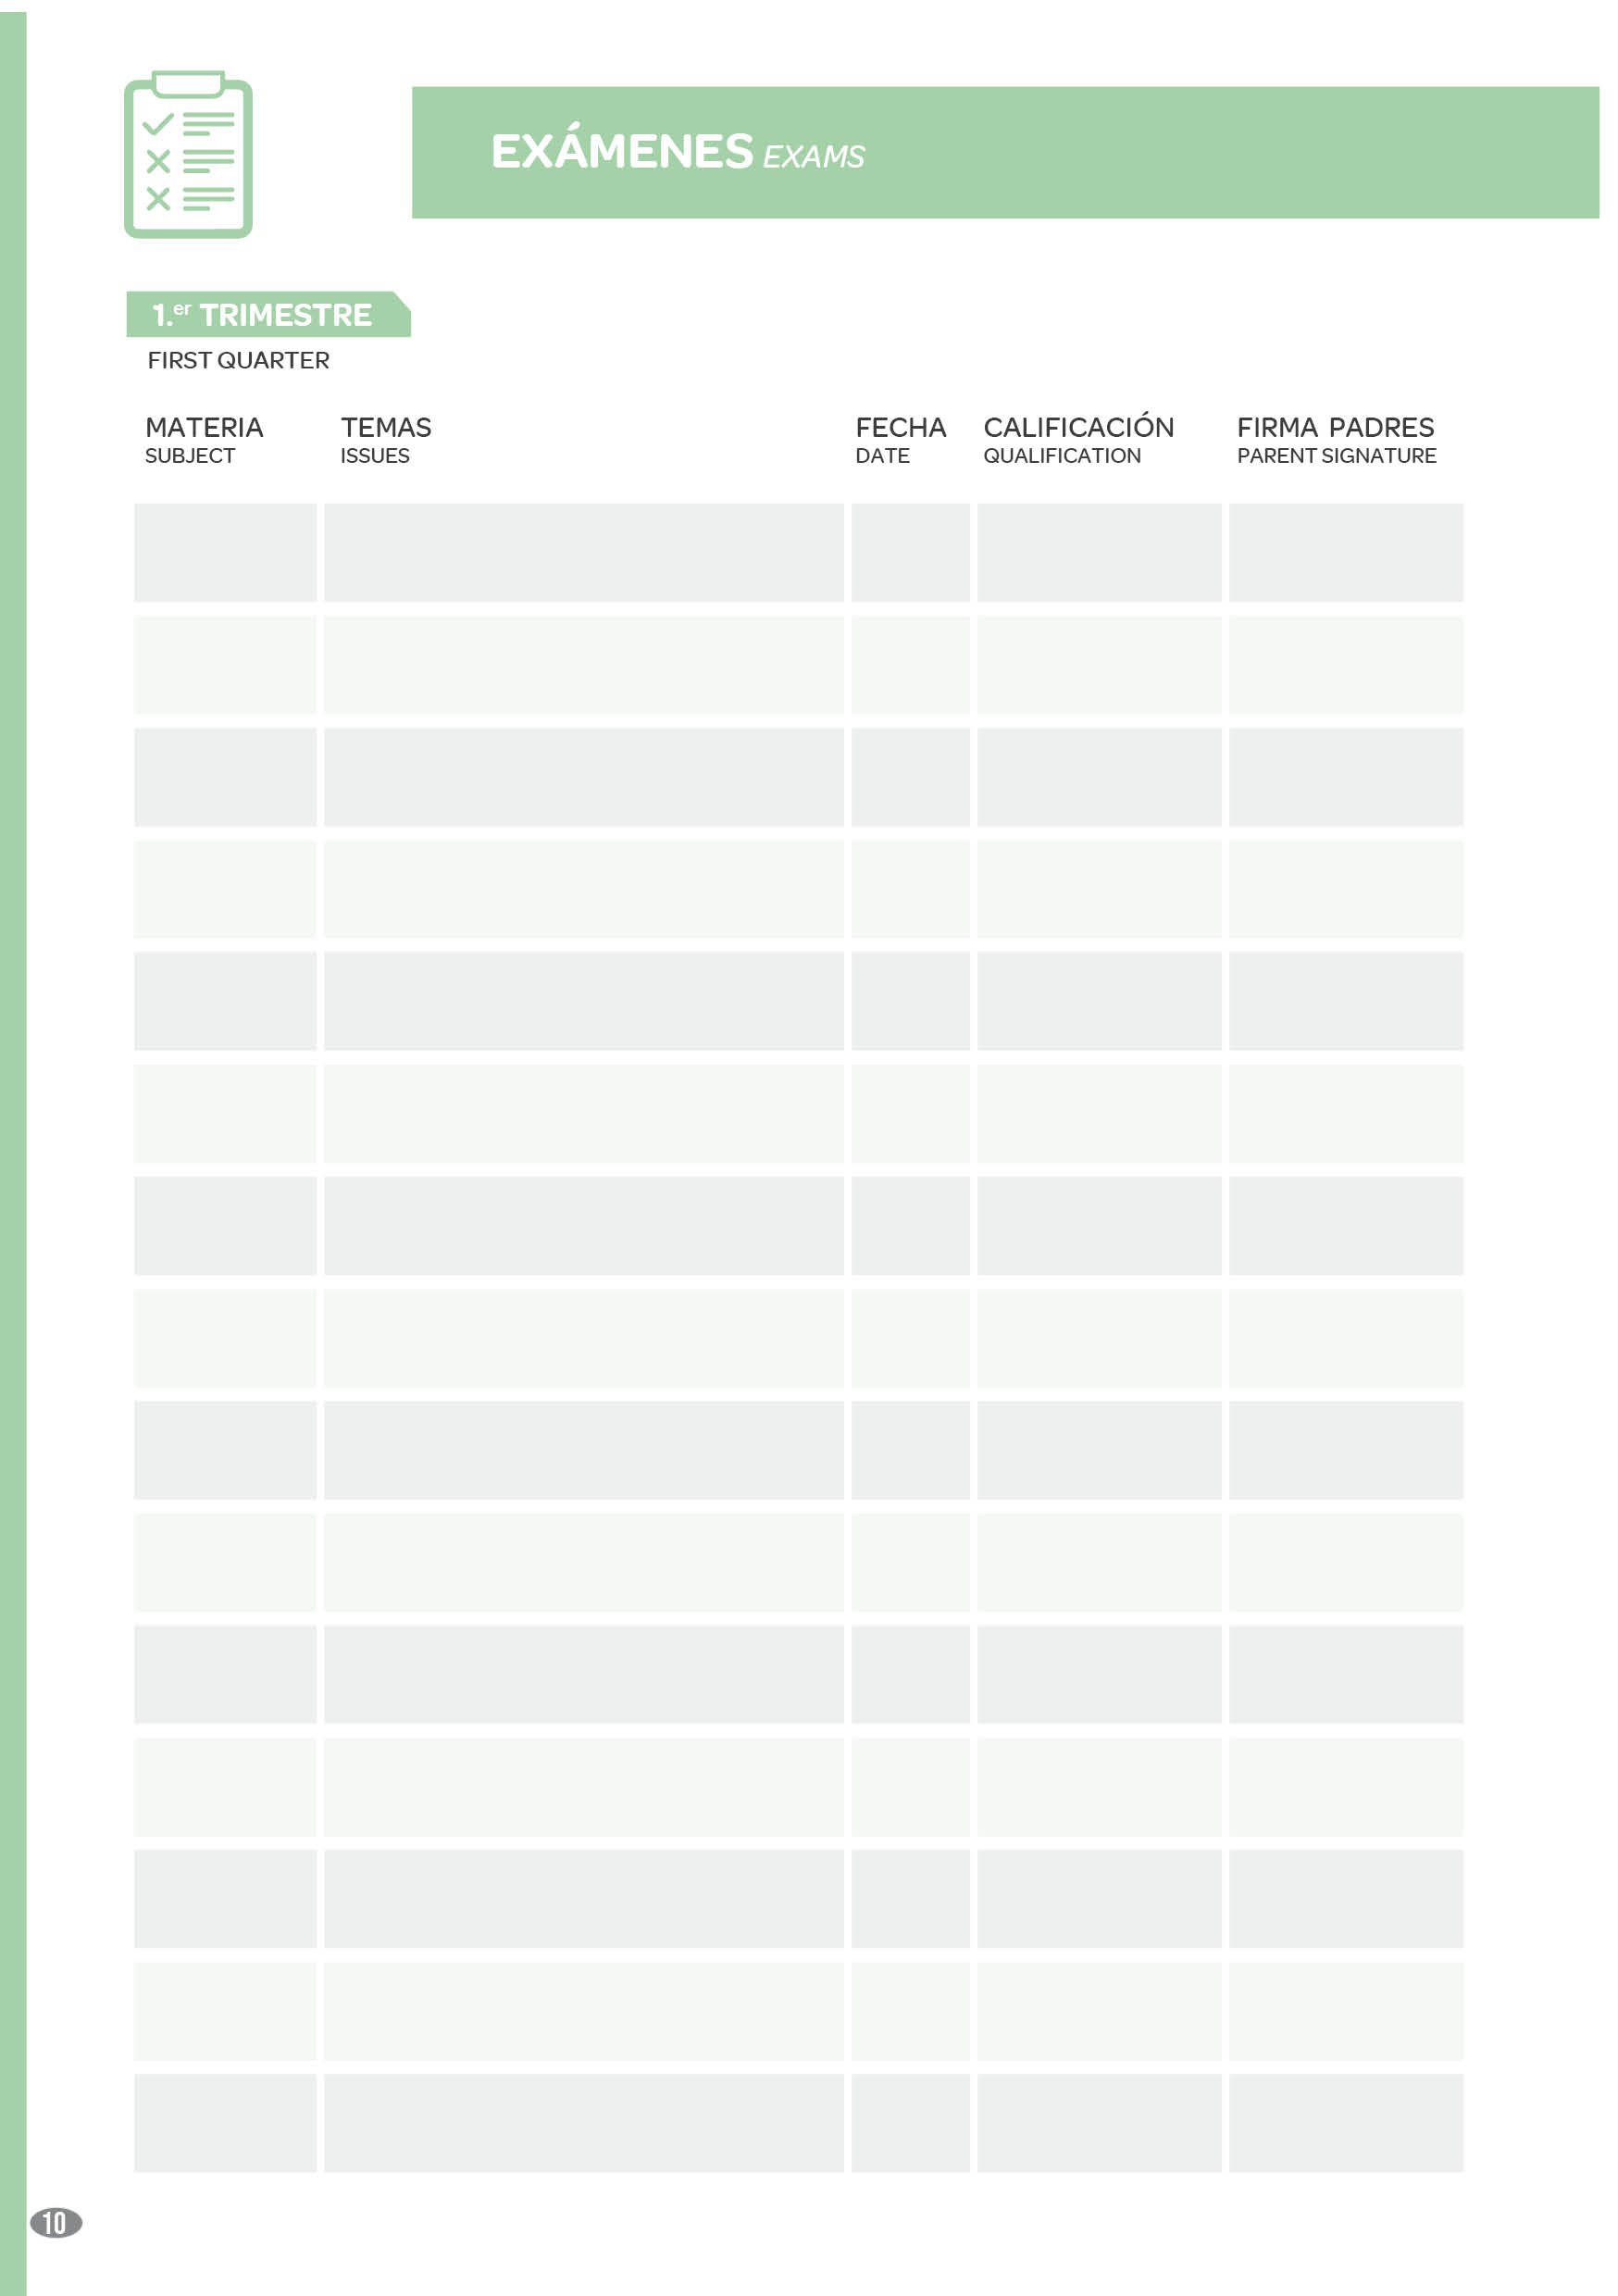 EXÁMENES EXAMS
1.er TRIMESTRE
FIRST QUARTER
MATERIA TEMAS FECHA CALIFICACIÓN FIRMA PADRES
SUBJECT ISSUES DATE QUALIFICATION PARENT SIGNATURE
10